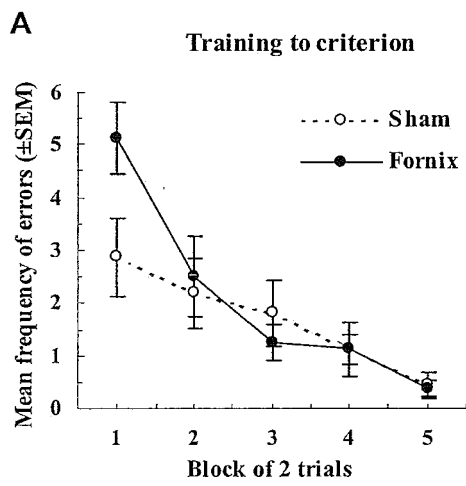 A
Training to criterion
Sham
Fornix
Mean frequency of errors (±SEM)
6
5
4
3
2
1
0
1 2 3 4 5
Block of 2 trials